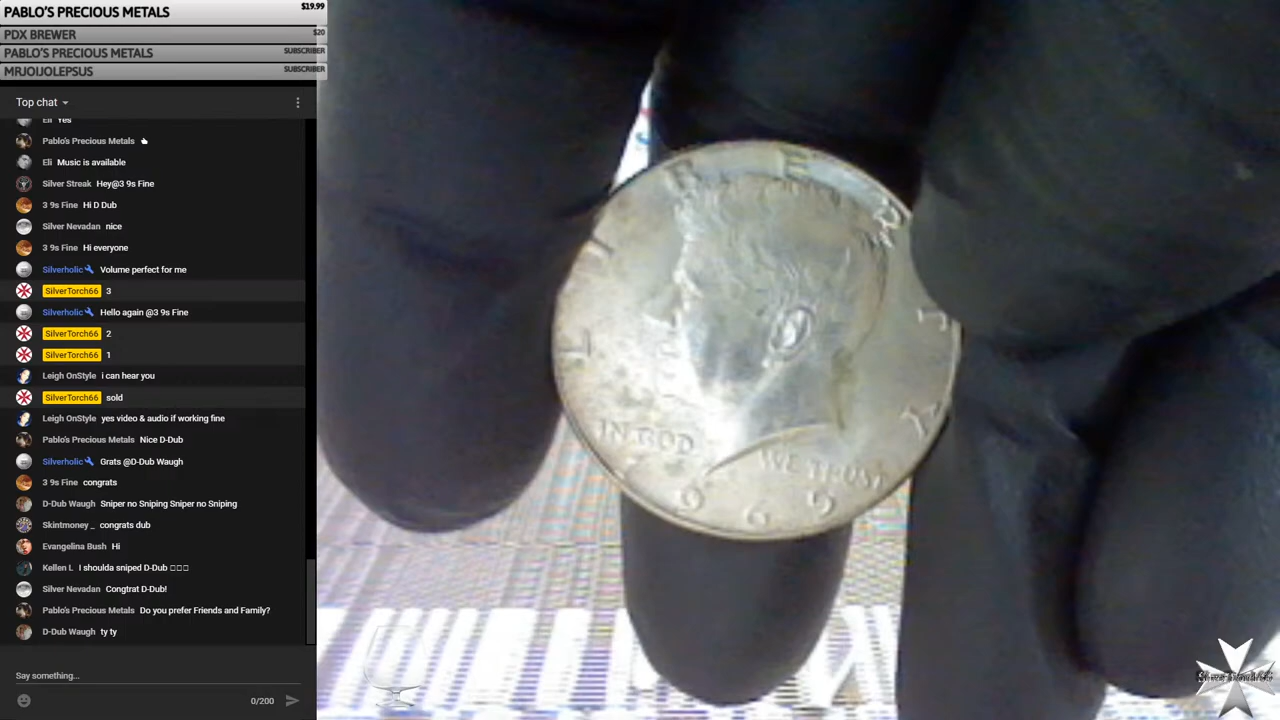 PABLO'S PRECIOUS METALS $19.99
PDX BREWER $20
PABLO'S PRECIOUS METALS SUBSCRIBER
MRJOIJOLEPSUS SUBSCRIBER
Top chat
Eli Yes
Pablo's Precious Metals
Eli Music is available
Silver Streak Hey@3 9s Fine
3 9s Fine Hi D Dub
Silver Nevadan nice
3 9s Fine Hi everyone
Silverholic Volume perfect for me
SilverTorch66 3
Silverholic Hello again @3 9s Fine
SilverTorch66 2
SilverTorch66 1
Leigh OnStyle i can hear you
SilverTorch66 sold
Leigh OnStyle yes video & audio if working fine
Pablo's Precious Metals Nice D-Dub
Silverholic Grats @D-Dub Waugh
3 9s Fine congrats
D-Dub Waugh Sniper no Sniping Sniper no Sniping
Skintmoney _ congrats dub
Evangelina Bush Hi
Kellen L I shoulda sniped D-Dub □□□
Silver Nevadan Congtrat D-Dub!
Pablo's Precious Metals Do you prefer Friends and Family?
D-Dub Waugh ty ty
Say something...
0/200
L I B E R T Y
IN GOD WE TRUST
1969
SilverTorch66